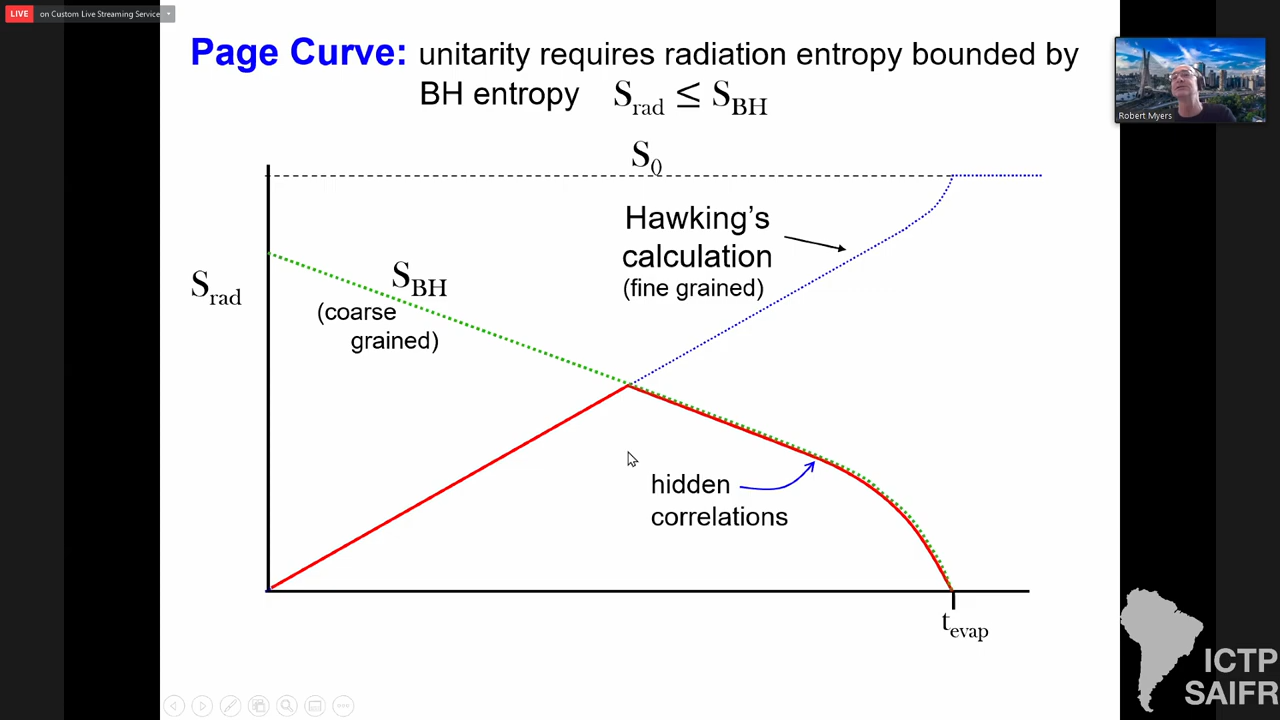 LIVE on Custom Live Streaming Service
Page Curve: unitarity requires radiation entropy bounded by
BH entropy S_rad ≤ S_BH
Robert Myers
S_0
Hawking's
calculation
(fine grained)
S_rad
S_BH
(coarse
grained)
hidden
correlations
t_evap
ICTP
SAIFR